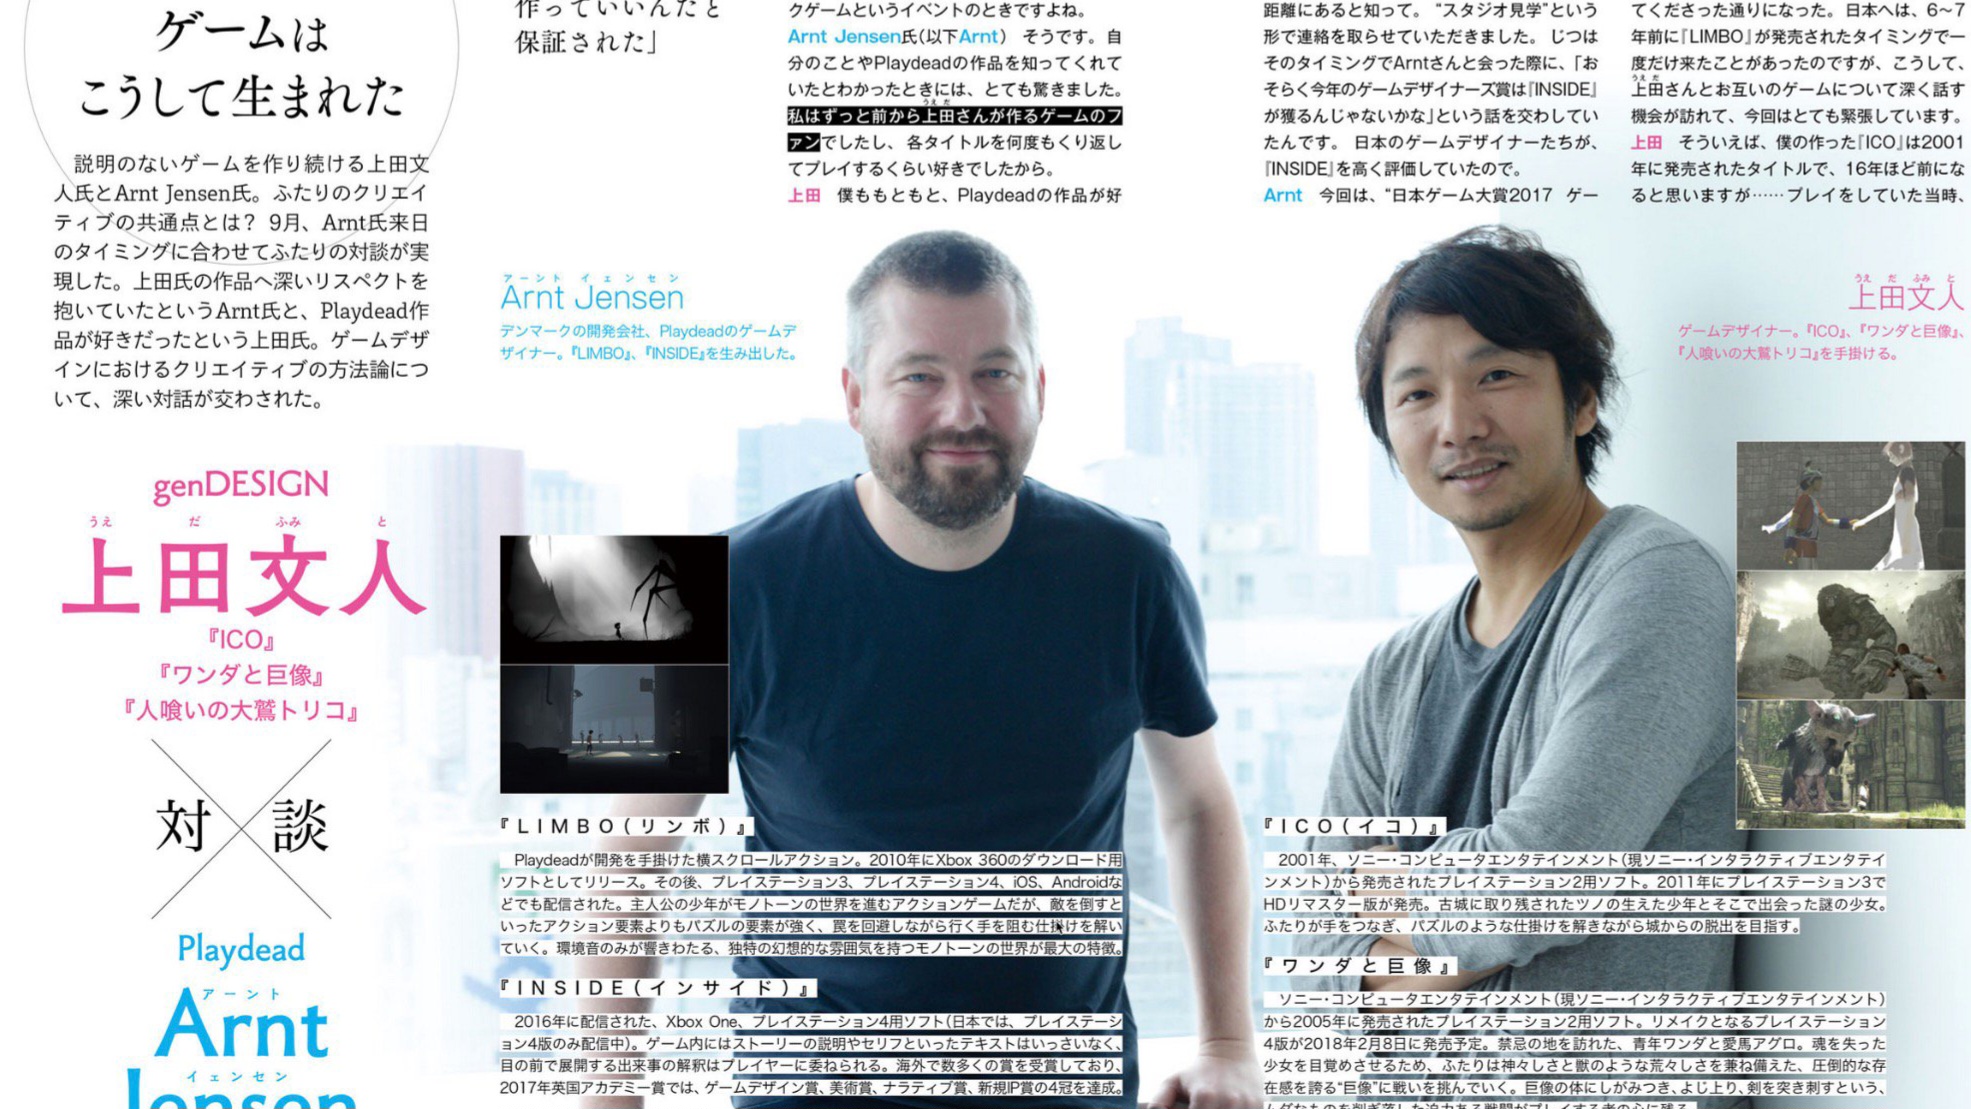 ゲームは
こうして生まれた
説明のないゲームを作り続ける上田文
人氏とArnt Jensen氏。ふたりのクリエイ
ティブの共通点とは? 9月、Arnt氏来日
のタイミングに合わせてふたりの対談が実
現した。上田氏の作品へ深いリスペクトを
抱いていたというArnt氏と、Playdead作
品が好きだったという上田氏。ゲームデザ
インにおけるクリエイティブの方法論につ
いて、深い対話が交わされた。
genDESIGN
うえ だ ふみ と
上田文人
『ICO』
『ワンダと巨像』
『人喰いの大鷲トリコ』
対談
Playdead
アーント
Arnt
イェンセン
Jensen
作っていいんだと
保証された」
クゲームというイベントのときですよね。
Arnt Jensen氏(以下Arnt) そうです。自
分のことやPlaydeadの作品を知ってくれて
いたとわかったときには、とても驚きました。
うえ だ
私はずっと前から上田さんが作るゲームのフ
ァンでしたし、各タイトルを何度もくり返し
てプレイするくらい好きでしたから。
上田 僕ももともと、Playdeadの作品が好
距離にあると知って。“スタジオ見学”という
形で連絡を取らせていただきました。じつは
そのタイミングでArntさんと会った際に、「お
そらく今年のゲームデザイナーズ賞は『INSIDE』
が獲るんじゃないかな」という話を交わしてい
たんです。日本のゲームデザイナーたちが、
『INSIDE』を高く評価していたので。
Arnt 今回は、“日本ゲーム大賞2017 ゲー
てくださった通りになった。日本へは、6〜7
年前に『LIMBO』が発売されたタイミングで一
度だけ来たことがあったのですが、こうして、
うえ だ
上田さんとお互いのゲームについて深く話す
機会が訪れて、今回はとても緊張しています。
上田 そういえば、僕の作った『ICO』は2001
年に発売されたタイトルで、16年ほど前にな
ると思いますが……プレイをしていた当時、
アーント イェンセン
Arnt Jensen
デンマークの開発会社、Playdeadのゲームデ
ザイナー。『LIMBO』、『INSIDE』を生み出した。
うえ だ ふみ と
上田文人
ゲームデザイナー。『ICO』、『ワンダと巨像』、
『人喰いの大鷲トリコ』を手掛ける。
『LIMBO(リンボ)』
Playdeadが開発を手掛けた横スクロールアクション。2010年にXbox 360のダウンロード用
ソフトとしてリリース。その後、プレイステーション3、プレイステーション4、iOS、Androidな
どでも配信された。主人公の少年がモノトーンの世界を進むアクションゲームだが、敵を倒すと
いったアクション要素よりもパズルの要素が強く、罠を回避しながら行く手を阻む仕掛けを解い
ていく。環境音のみが響きわたる、独特の幻想的な雰囲気を持つモノトーンの世界が最大の特徴。
『INSIDE(インサイド)』
2016年に配信された、Xbox One、プレイステーション4用ソフト(日本では、プレイステーシ
ョン4版のみ配信中)。ゲーム内にはストーリーの説明やセリフといったテキストはいっさいなく、
目の前で展開する出来事の解釈はプレイヤーに委ねられる。海外で数多くの賞を受賞しており、
2017年英国アカデミー賞では、ゲームデザイン賞、美術賞、ナラティブ賞、新規IP賞の4冠を達成。
『ICO(イコ)』
2001年、ソニー・コンピュータエンタテインメント(現ソニー・インタラクティブエンタテイ
ンメント)から発売されたプレイステーション2用ソフト。2011年にプレイステーション3で
HDリマスター版が発売。古城に取り残されたツノの生えた少年とそこで出会った謎の少女。
ふたりが手をつなぎ、パズルのような仕掛けを解きながら城からの脱出を目指す。
『ワンダと巨像』
ソニー・コンピュータエンタテインメント(現ソニー・インタラクティブエンタテインメント)
から2005年に発売されたプレイステーション2用ソフト。リメイクとなるプレイステーション
4版が2018年2月8日に発売予定。禁忌の地を訪れた、青年ワンダと愛馬アグロ。魂を失った
少女を目覚めさせるため、ふたりは神々しさと獣のような荒々しさを兼ね備えた、圧倒的な存
在感を誇る“巨像”に戦いを挑んでいく。巨像の体にしがみつき、よじ上り、剣を突き刺すという、